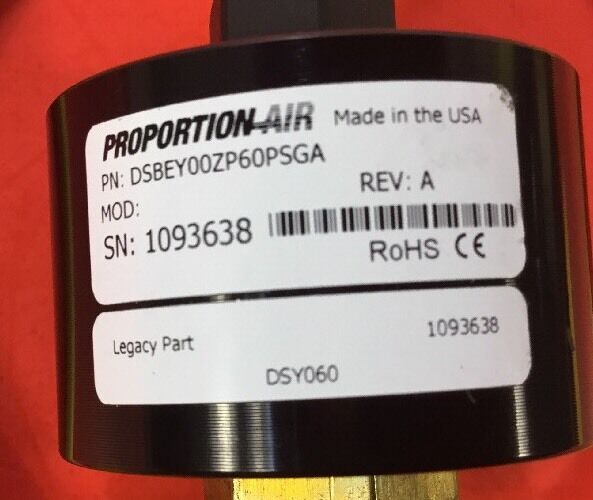 PROPORTION-AIR Made in the USA
PN: DSBEY00ZP60PSGA
MOD: REV: A
SN: 1093638
RoHS CE
Legacy Part 1093638
DSY060